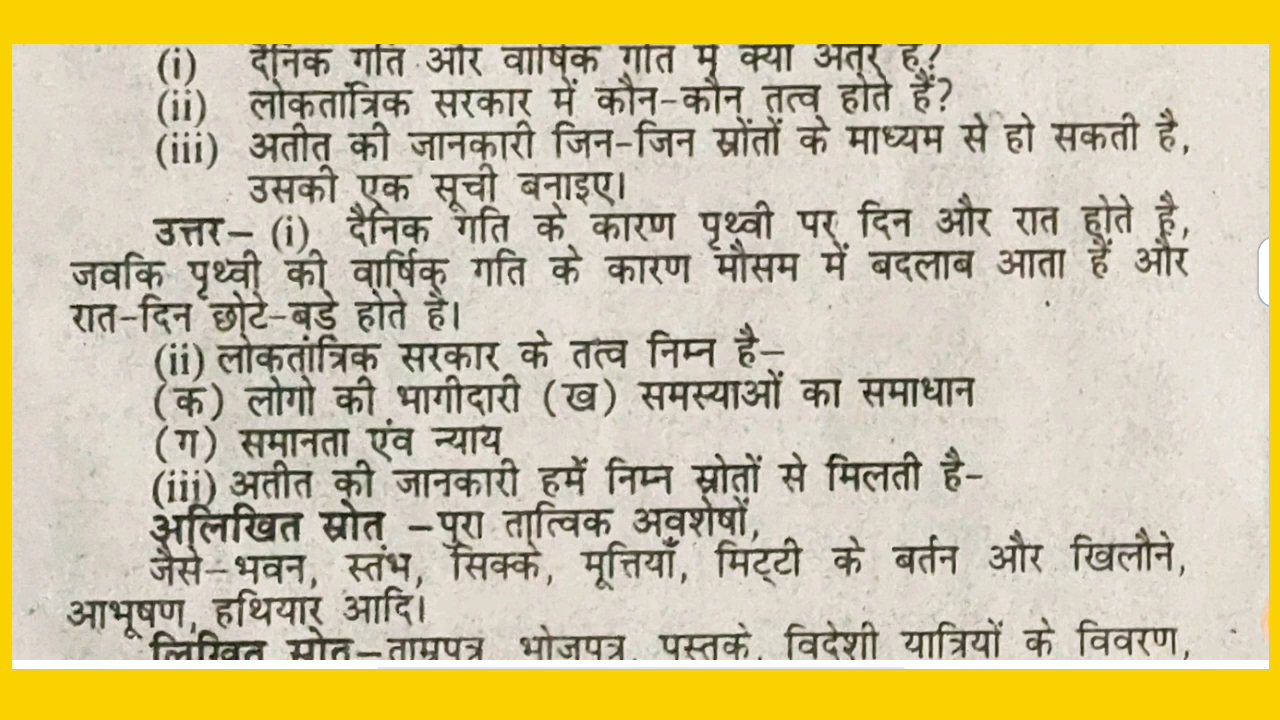 (i) दैनिक गति और वार्षिक गति में क्या अंतर है?
(ii) लोकतांत्रिक सरकार में कौन-कौन तत्व होते हैं?
(iii) अतीत की जानकारी जिन-जिन स्रोंतों के माध्यम से हो सकती है,
उसकी एक सूची बनाइए।
उत्तर– (i) दैनिक गति के कारण पृथ्वी पर दिन और रात होते है,
जवकि पृथ्वी की वार्षिक गति के कारण मौसम में बदलाब आता हैं और
रात-दिन छोटे-बड़े होते है।
(ii) लोकतांत्रिक सरकार के तत्व निम्न है–
(क) लोगो की भागीदारी (ख) समस्याओं का समाधान
(ग) समानता एंव न्याय
(iii) अतीत की जानकारी हमें निम्न स्रोतों से मिलती है–
अलिखित स्रोत –पुरा तात्विक अवशेषों,
जैसे–भवन, स्तंभ, सिक्के, मूत्तियाँ, मिट्टी के बर्तन और खिलौने,
आभूषण, हथियार आदि।
लिखित स्रोत–ताम्रपत्र, भोजपत्र, पुस्तके, विदेशी यात्रियों के विवरण,